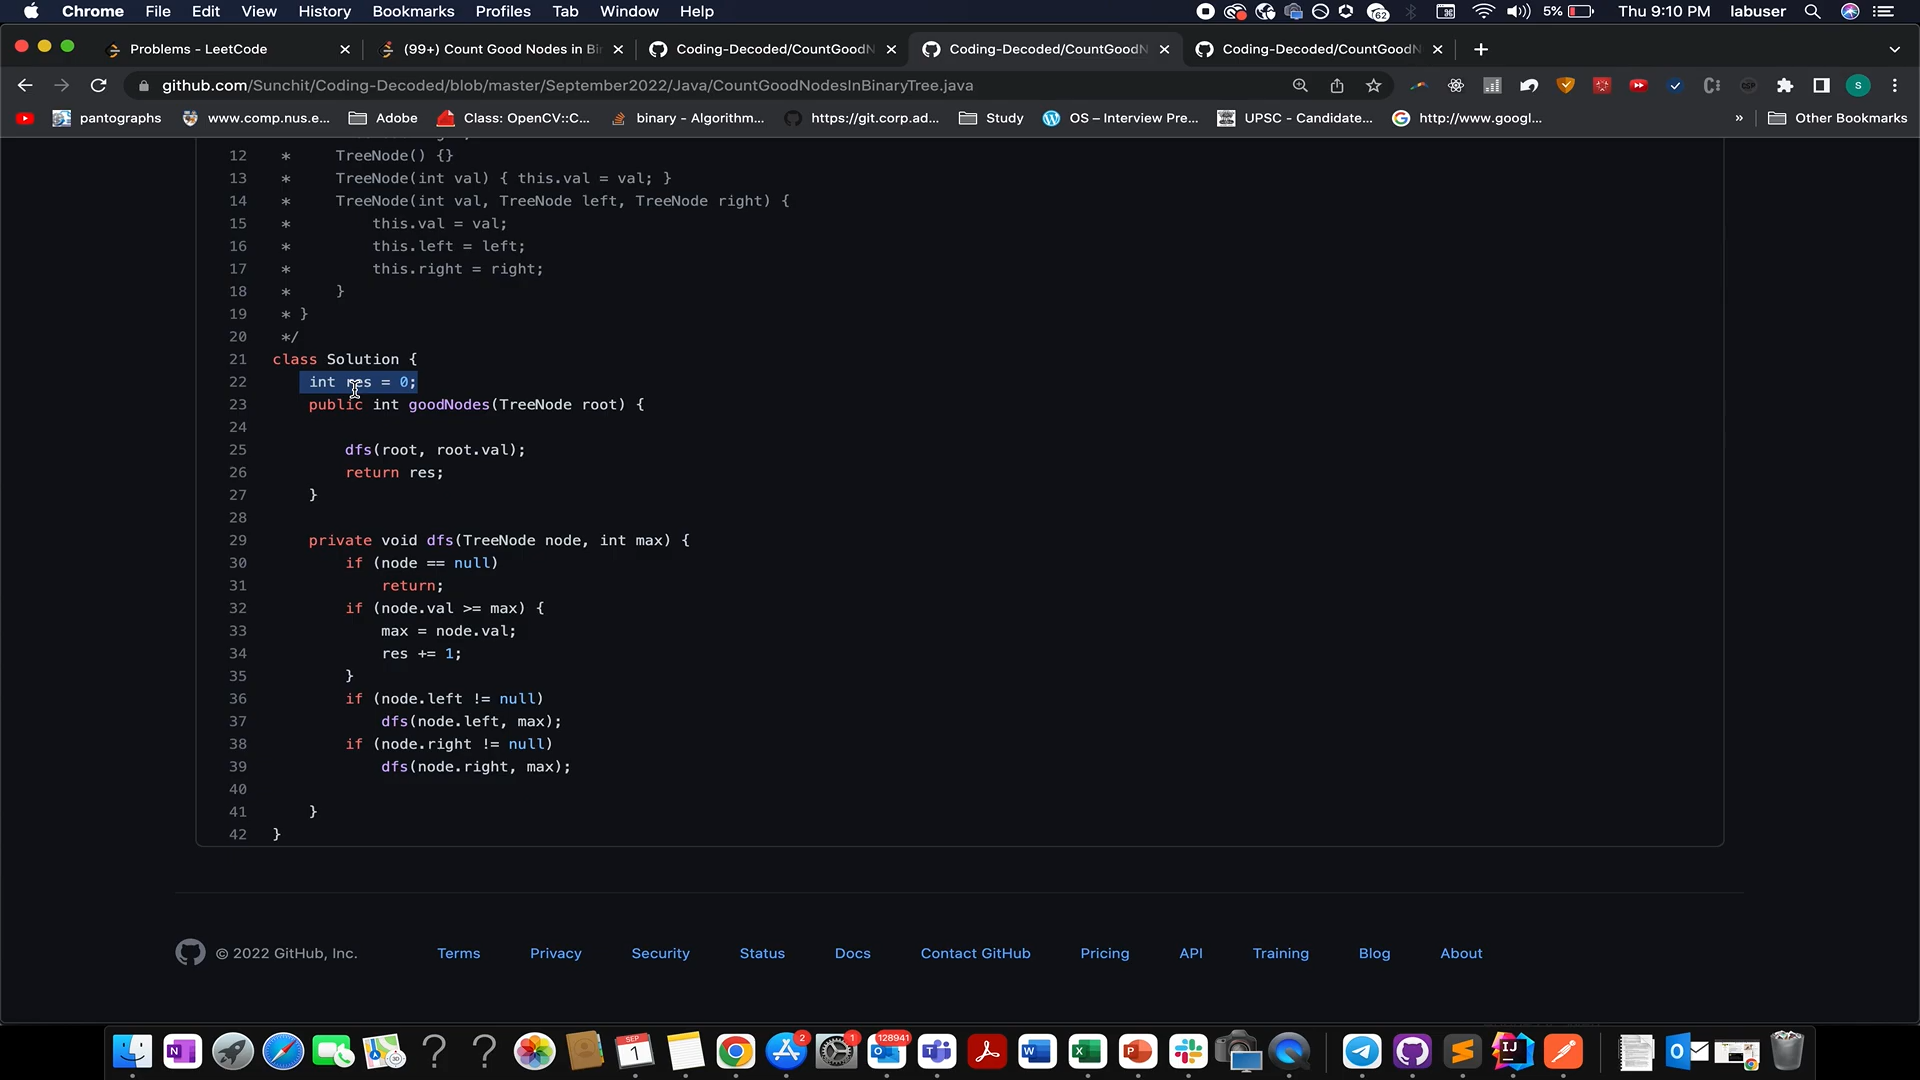 Chrome File Edit View History Bookmarks Profiles Tab Window Help 62 5% Thu 9:10 PM labuser
Problems - LeetCode (99+) Count Good Nodes in Bi Coding-Decoded/CountGoodN Coding-Decoded/CountGoodN Coding-Decoded/CountGoodN
github.com/Sunchit/Coding-Decoded/blob/master/September2022/Java/CountGoodNodesInBinaryTree.java S
pantographs www.comp.nus.e... Adobe Class: OpenCV::C... binary - Algorithm... https://git.corp.ad... Study OS – Interview Pre... UPSC - Candidate... http://www.googl... » Other Bookmarks
12 * TreeNode() {}
13 * TreeNode(int val) { this.val = val; }
14 * TreeNode(int val, TreeNode left, TreeNode right) {
15 * this.val = val;
16 * this.left = left;
17 * this.right = right;
18 * }
19 * }
20 */
21 class Solution {
22 int res = 0;
23 public int goodNodes(TreeNode root) {
24
25 dfs(root, root.val);
26 return res;
27 }
28
29 private void dfs(TreeNode node, int max) {
30 if (node == null)
31 return;
32 if (node.val >= max) {
33 max = node.val;
34 res += 1;
35 }
36 if (node.left != null)
37 dfs(node.left, max);
38 if (node.right != null)
39 dfs(node.right, max);
40
41 }
42 }
© 2022 GitHub, Inc. Terms Privacy Security Status Docs Contact GitHub Pricing API Training Blog About
SEP 1 2 1 128941